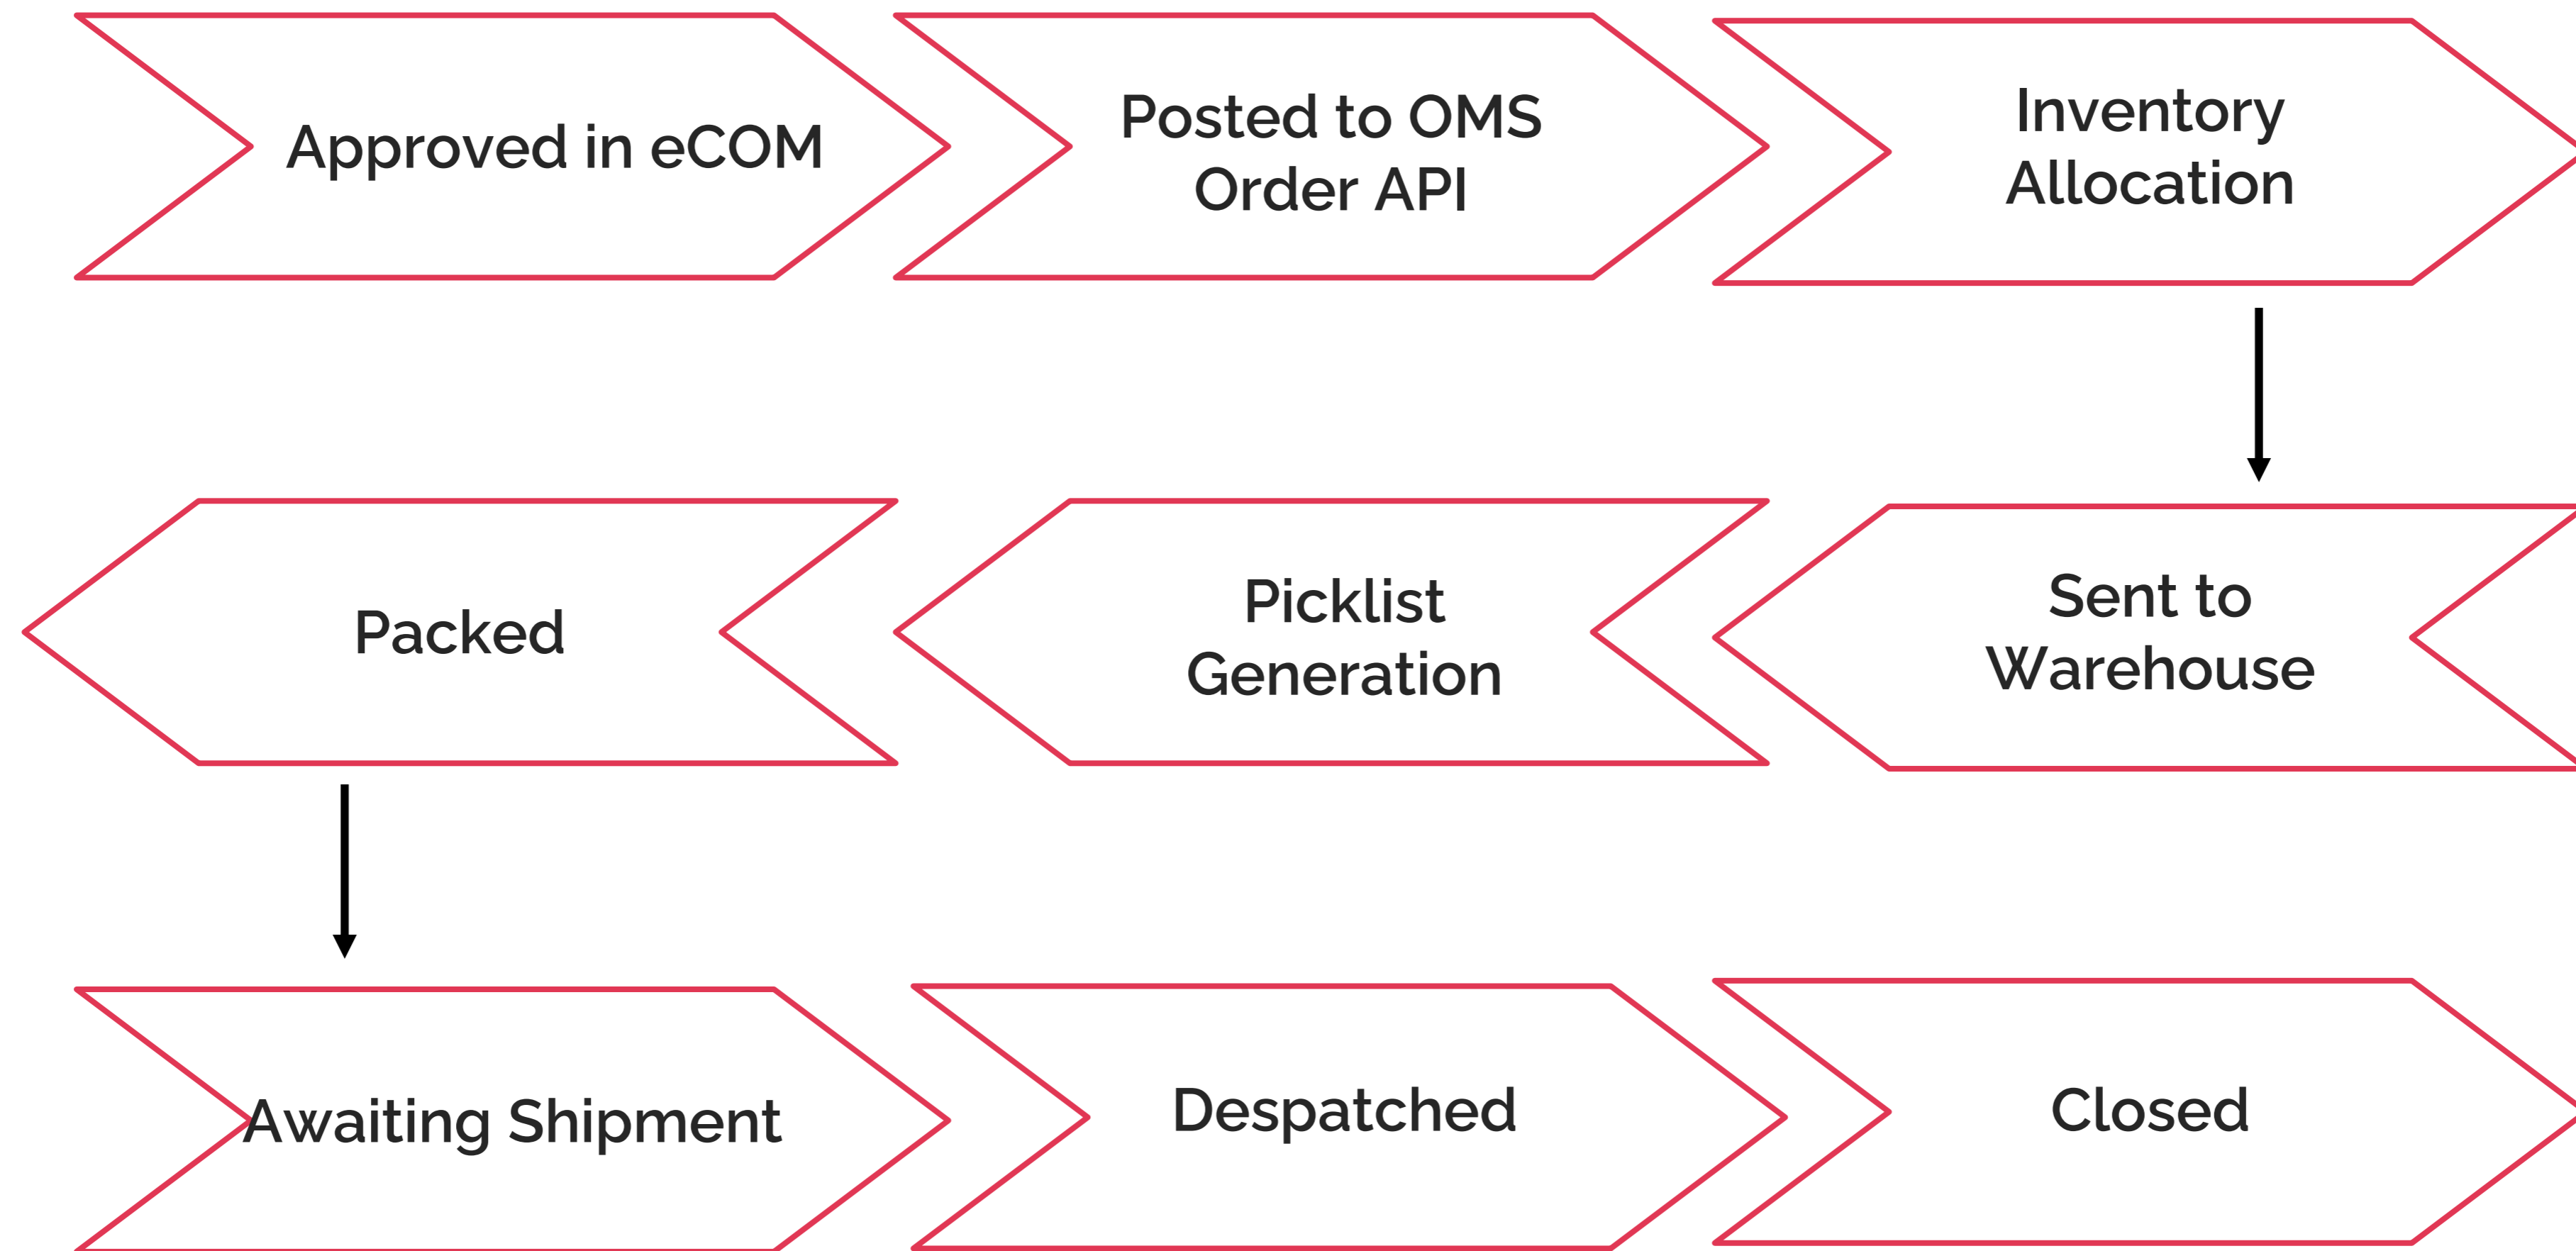 Approved in eCOM
Posted to OMS
Order API
Inventory
Allocation
Packed
Picklist
Generation
Sent to
Warehouse
Awaiting Shipment
Despatched
Closed